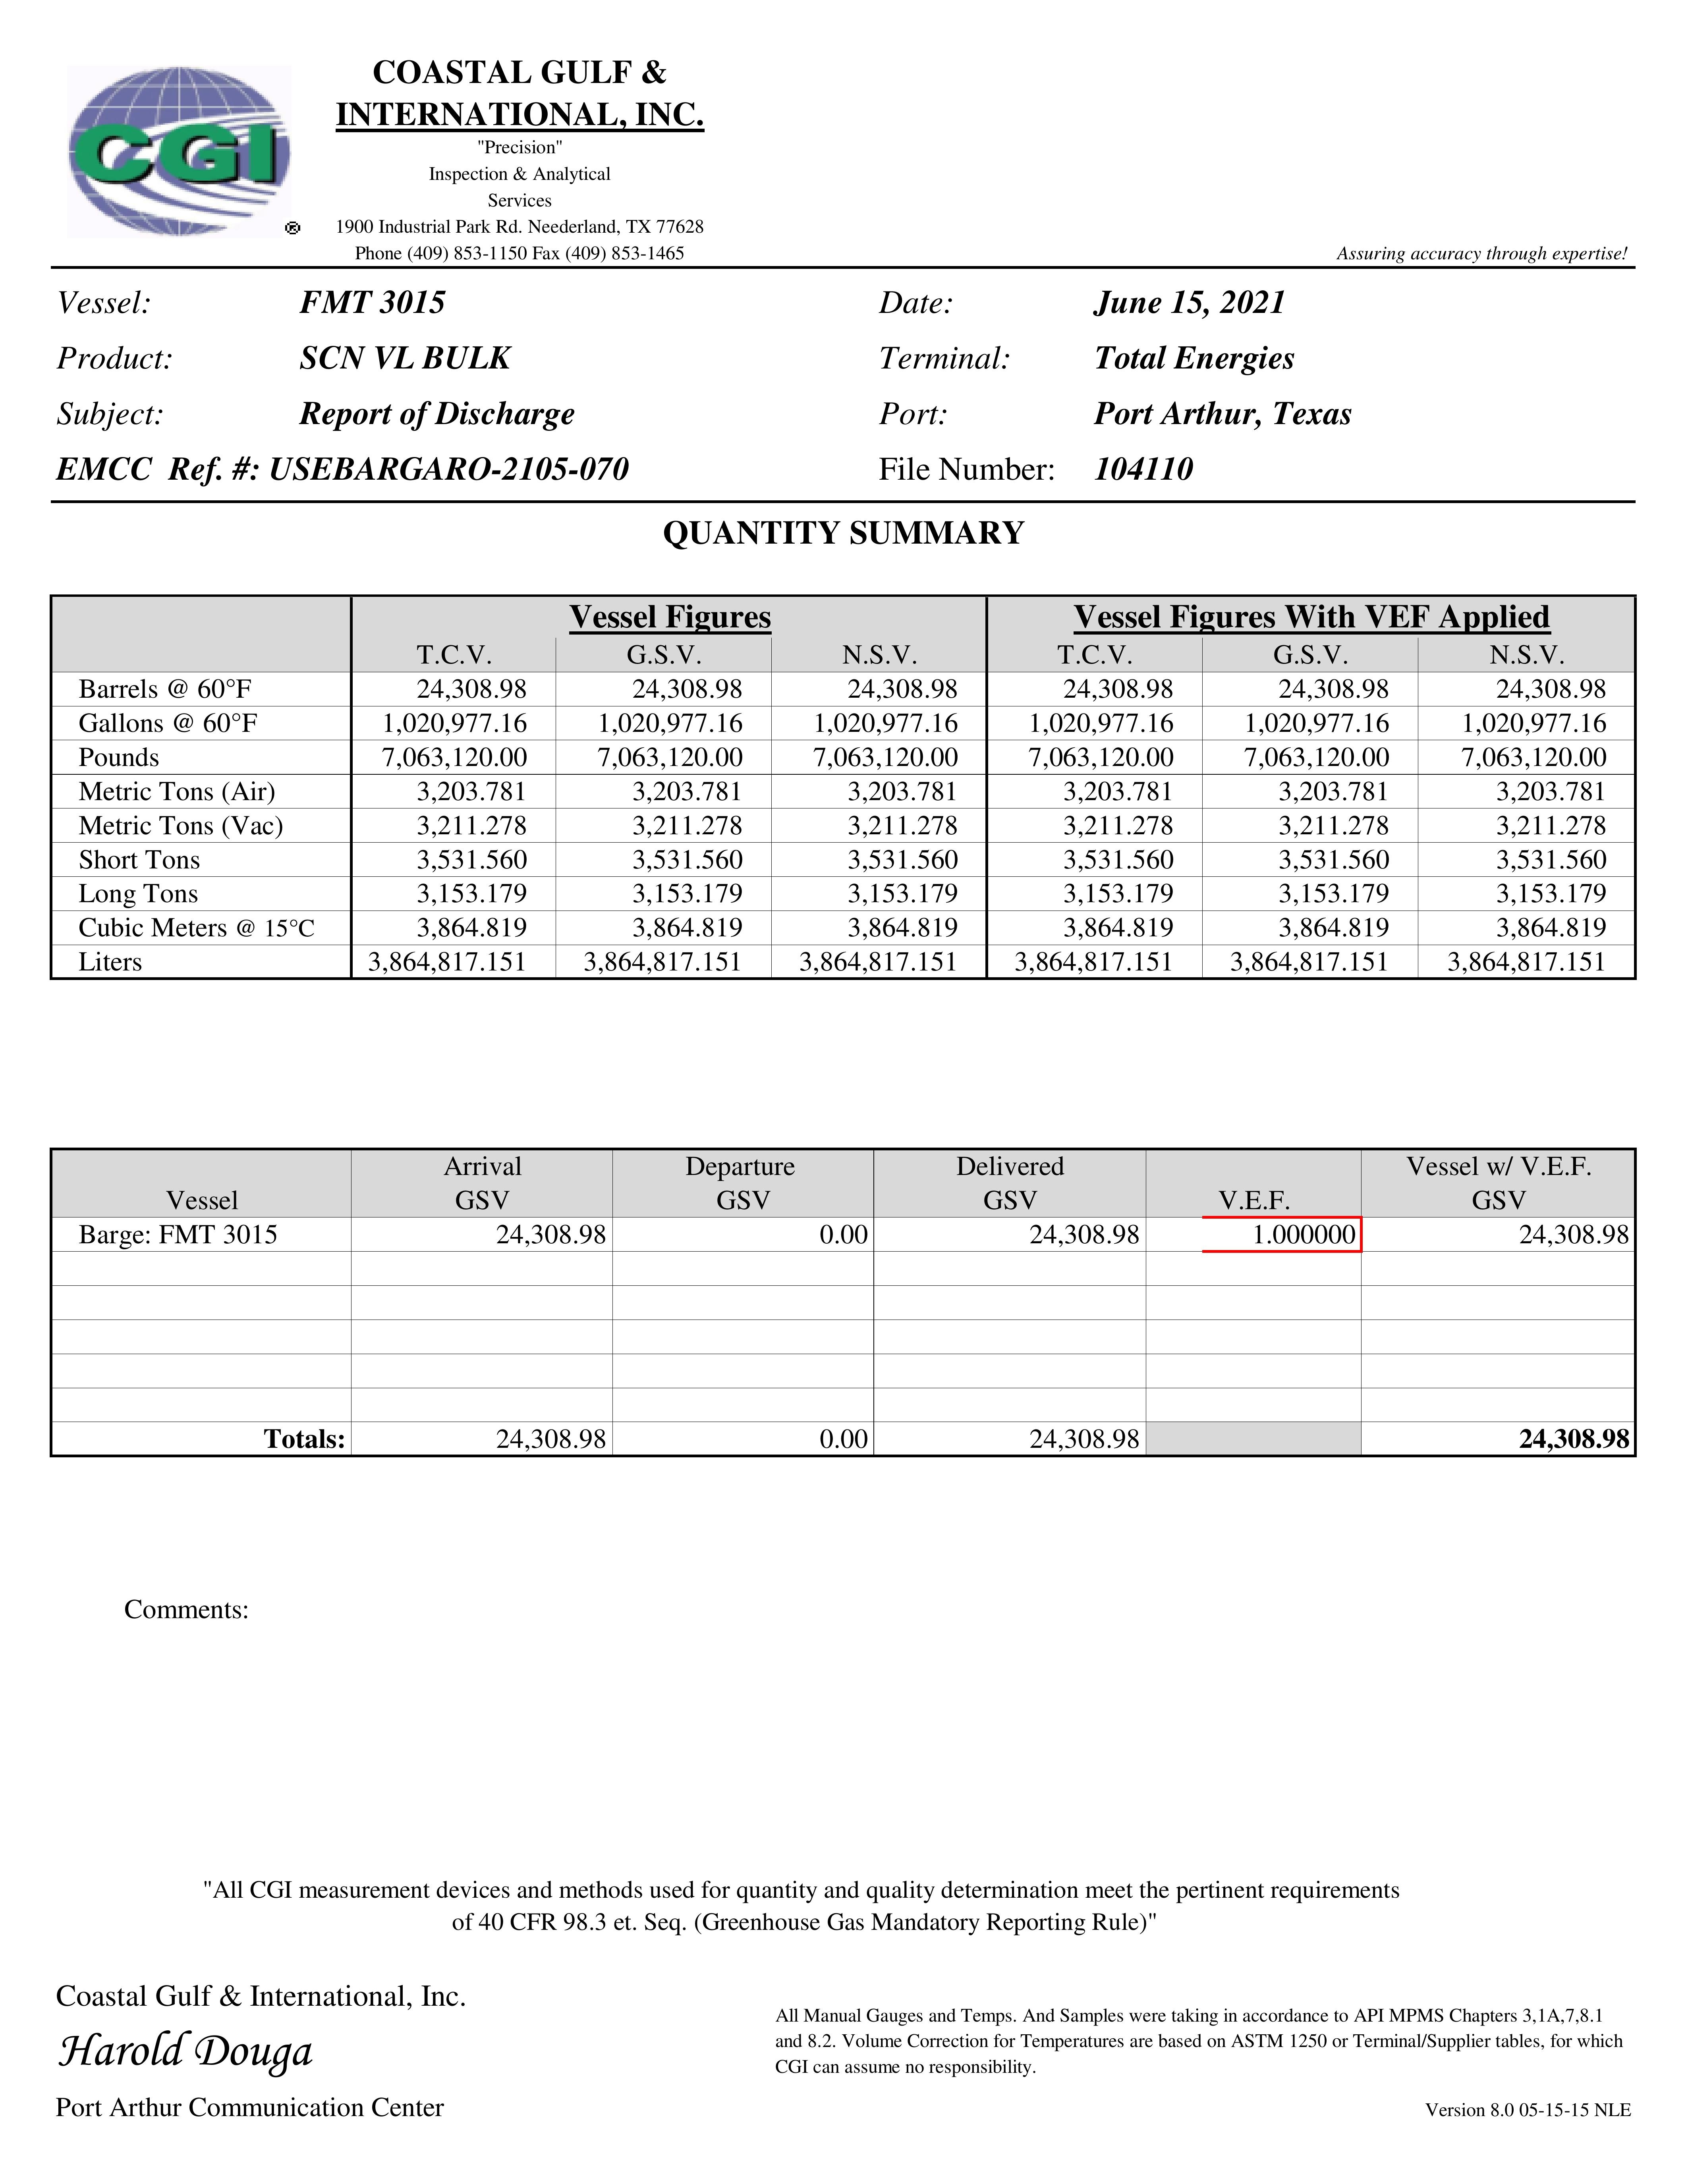 CGI
®
COASTAL GULF &
INTERNATIONAL, INC.
"Precision"
Inspection & Analytical
Services
1900 Industrial Park Rd. Neederland, TX 77628
Phone (409) 853-1150 Fax (409) 853-1465
Assuring accuracy through expertise!
Vessel: FMT 3015 Date: June 15, 2021
Product: SCN VL BULK Terminal: Total Energies
Subject: Report of Discharge Port: Port Arthur, Texas
EMCC Ref. #: USEBARGARO-2105-070 File Number: 104110
QUANTITY SUMMARY
Vessel Figures Vessel Figures With VEF Applied
T.C.V. G.S.V. N.S.V. T.C.V. G.S.V. N.S.V.
Barrels @ 60°F 24,308.98 24,308.98 24,308.98 24,308.98 24,308.98 24,308.98
Gallons @ 60°F 1,020,977.16 1,020,977.16 1,020,977.16 1,020,977.16 1,020,977.16 1,020,977.16
Pounds 7,063,120.00 7,063,120.00 7,063,120.00 7,063,120.00 7,063,120.00 7,063,120.00
Metric Tons (Air) 3,203.781 3,203.781 3,203.781 3,203.781 3,203.781 3,203.781
Metric Tons (Vac) 3,211.278 3,211.278 3,211.278 3,211.278 3,211.278 3,211.278
Short Tons 3,531.560 3,531.560 3,531.560 3,531.560 3,531.560 3,531.560
Long Tons 3,153.179 3,153.179 3,153.179 3,153.179 3,153.179 3,153.179
Cubic Meters @ 15°C 3,864.819 3,864.819 3,864.819 3,864.819 3,864.819 3,864.819
Liters 3,864,817.151 3,864,817.151 3,864,817.151 3,864,817.151 3,864,817.151 3,864,817.151
Arrival Departure Delivered Vessel w/ V.E.F.
Vessel GSV GSV GSV V.E.F. GSV
Barge: FMT 3015 24,308.98 0.00 24,308.98 1.000000 24,308.98
Totals: 24,308.98 0.00 24,308.98 24,308.98
Comments:
"All CGI measurement devices and methods used for quantity and quality determination meet the pertinent requirements
of 40 CFR 98.3 et. Seq. (Greenhouse Gas Mandatory Reporting Rule)"
Coastal Gulf & International, Inc.
Harold Douga
Port Arthur Communication Center
All Manual Gauges and Temps. And Samples were taking in accordance to API MPMS Chapters 3,1A,7,8.1
and 8.2. Volume Correction for Temperatures are based on ASTM 1250 or Terminal/Supplier tables, for which
CGI can assume no responsibility.
Version 8.0 05-15-15 NLE